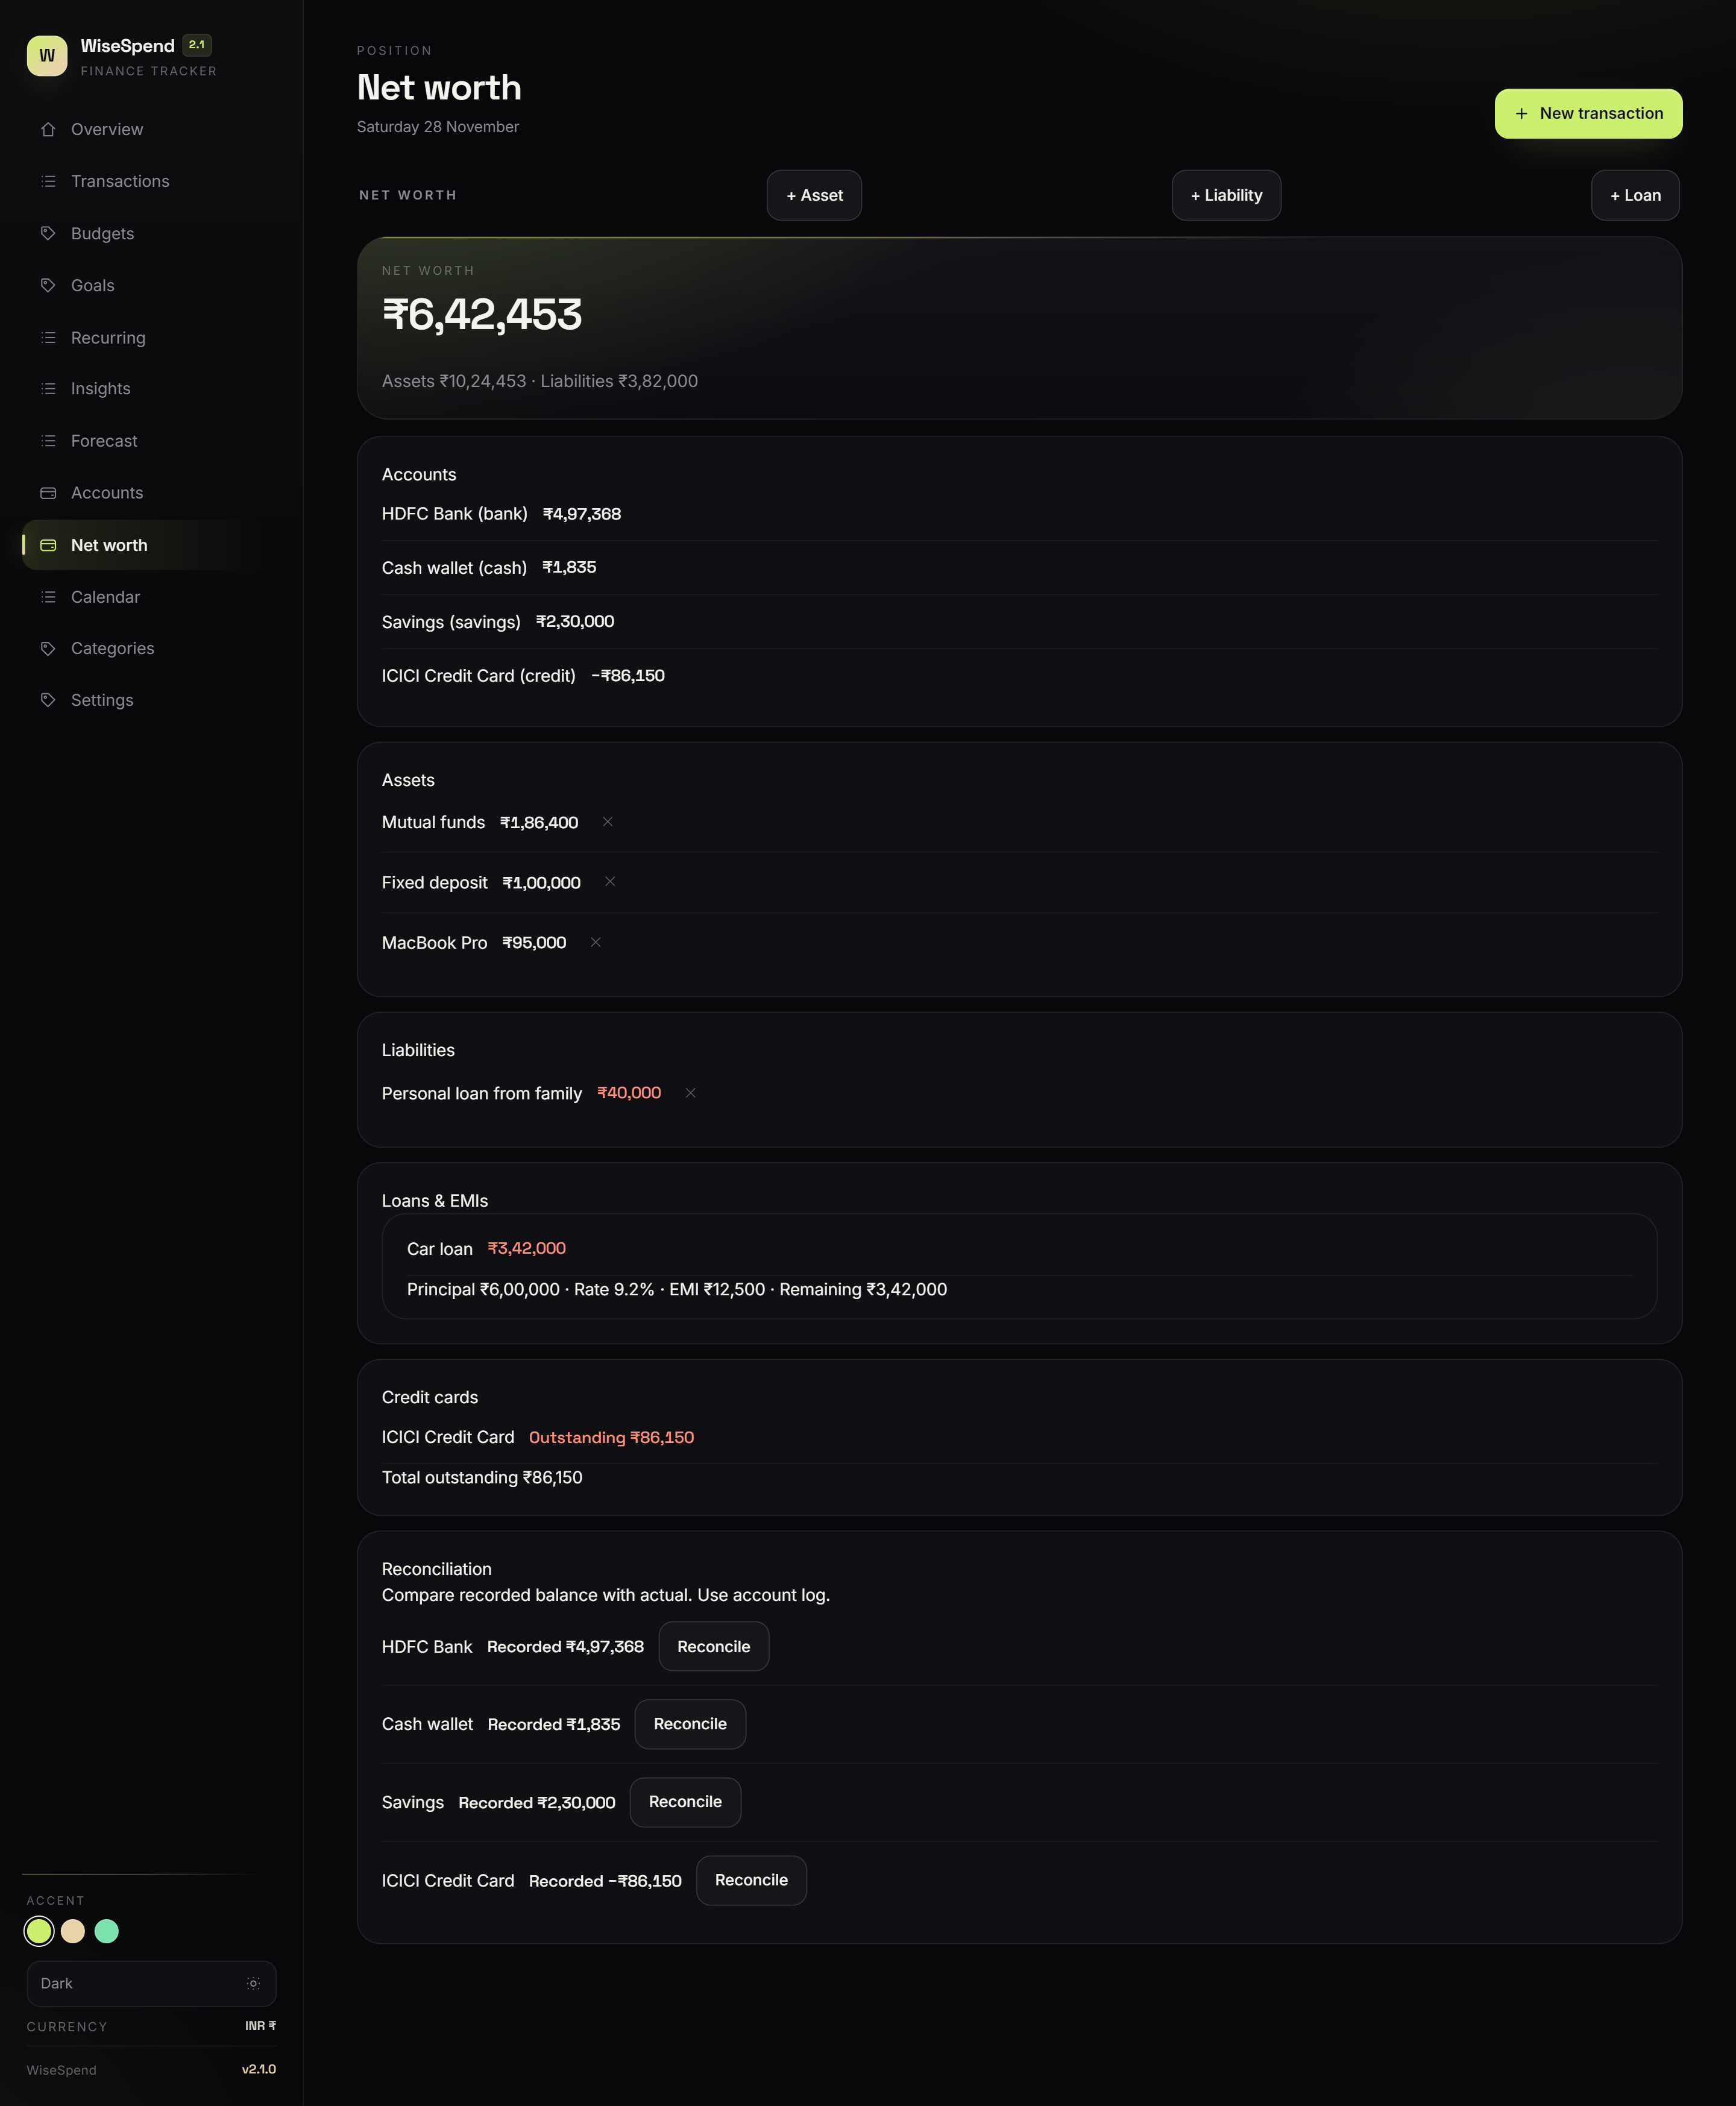 W
WiseSpend 2.1
FINANCE TRACKER
Overview
Transactions
Budgets
Goals
Recurring
Insights
Forecast
Accounts
Net worth
Calendar
Categories
Settings
ACCENT
Dark
CURRENCY INR ₹
WiseSpend v2.1.0
POSITION
Net worth
Saturday 28 November
+ New transaction
NET WORTH + Asset + Liability + Loan
NET WORTH
₹6,42,453
Assets ₹10,24,453 · Liabilities ₹3,82,000
Accounts
HDFC Bank (bank) ₹4,97,368
Cash wallet (cash) ₹1,835
Savings (savings) ₹2,30,000
ICICI Credit Card (credit) −₹86,150
Assets
Mutual funds ₹1,86,400 ×
Fixed deposit ₹1,00,000 ×
MacBook Pro ₹95,000 ×
Liabilities
Personal loan from family ₹40,000 ×
Loans & EMIs
Car loan ₹3,42,000
Principal ₹6,00,000 · Rate 9.2% · EMI ₹12,500 · Remaining ₹3,42,000
Credit cards
ICICI Credit Card Outstanding ₹86,150
Total outstanding ₹86,150
Reconciliation
Compare recorded balance with actual. Use account log.
HDFC Bank Recorded ₹4,97,368 Reconcile
Cash wallet Recorded ₹1,835 Reconcile
Savings Recorded ₹2,30,000 Reconcile
ICICI Credit Card Recorded −₹86,150 Reconcile